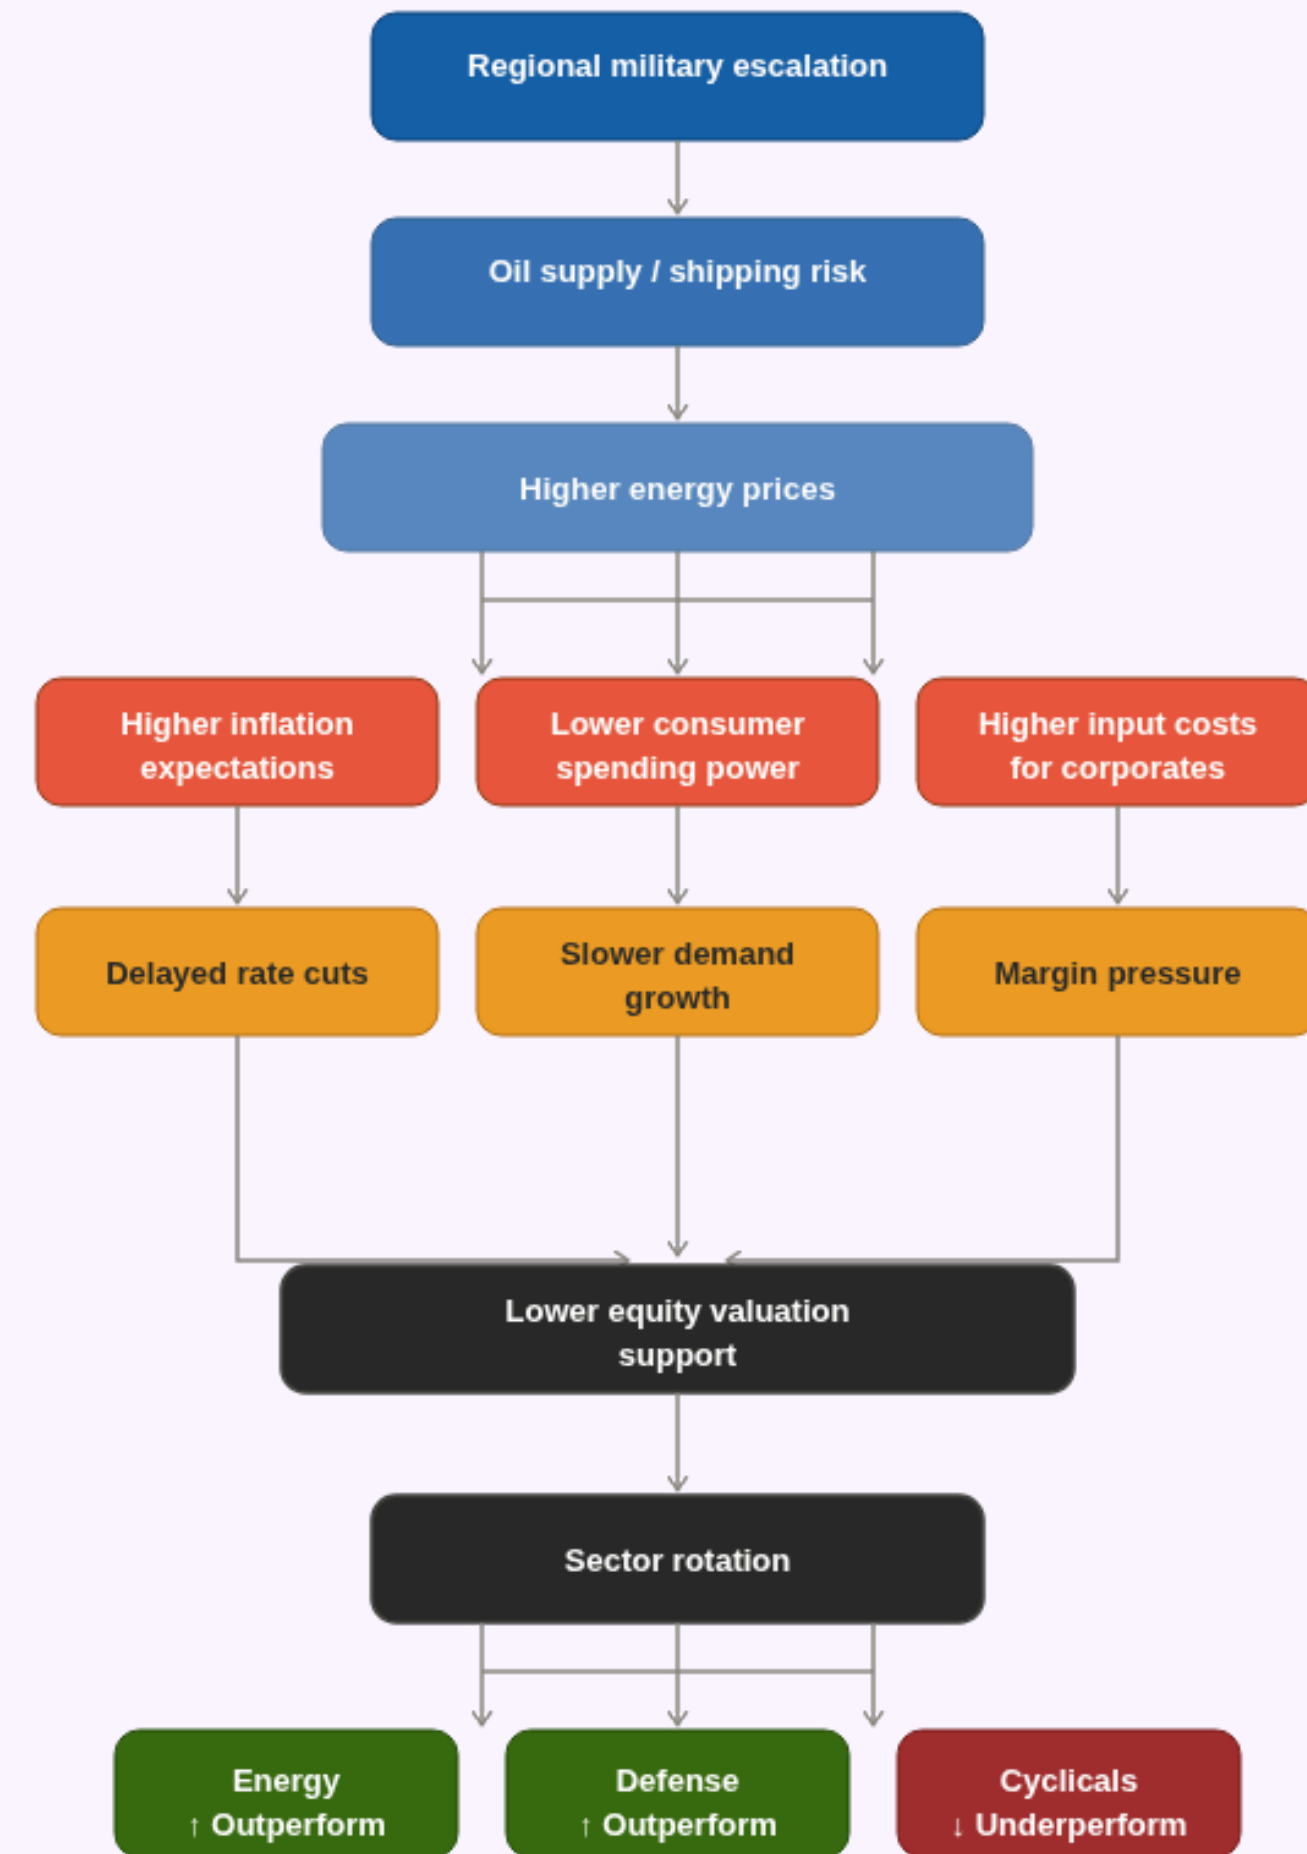 Regional military escalation
Oil supply / shipping risk
Higher energy prices
Higher inflation
expectations
Lower consumer
spending power
Higher input costs
for corporates
Delayed rate cuts
Slower demand
growth
Margin pressure
Lower equity valuation
support
Sector rotation
Energy
↑ Outperform
Defense
↑ Outperform
Cyclicals
↓ Underperform